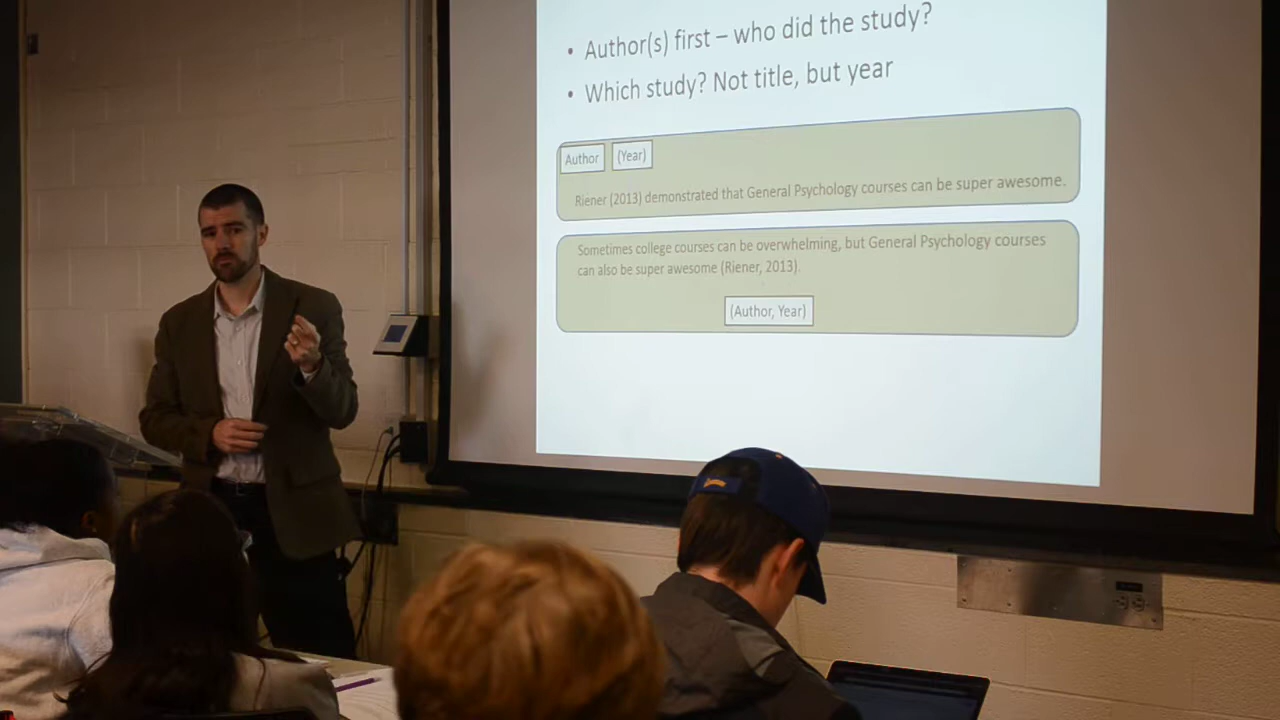 • Author(s) first – who did the study?
• Which study? Not title, but year
Author (Year)
Riener (2013) demonstrated that General Psychology courses can be super awesome.
Sometimes college courses can be overwhelming, but General Psychology courses
can also be super awesome (Riener, 2013).
(Author, Year)